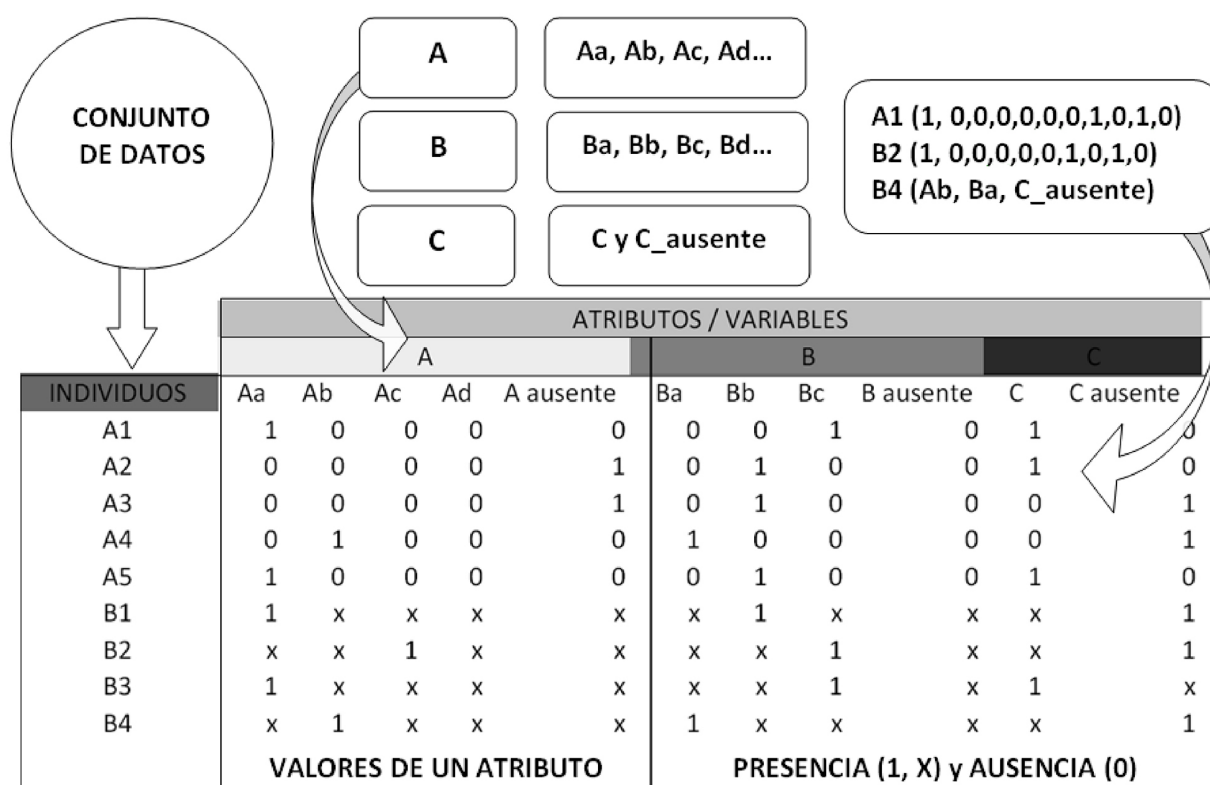 CONJUNTO
DE DATOS
A
Aa, Ab, Ac, Ad...
B
Ba, Bb, Bc, Bd...
C
C y C_ausente
A1 (1, 0,0,0,0,0,0,1,0,1,0)
B2 (1, 0,0,0,0,0,1,0,1,0)
B4 (Ab, Ba, C_ausente)
ATRIBUTOS / VARIABLES
A B C
INDIVIDUOS Aa Ab Ac Ad A ausente Ba Bb Bc B ausente C C ausente
A1 1 0 0 0 0 0 0 1 0 1 0
A2 0 0 0 0 1 0 1 0 0 1 0
A3 0 0 0 0 1 0 1 0 0 0 1
A4 0 1 0 0 0 1 0 0 0 0 1
A5 1 0 0 0 0 0 1 0 0 1 0
B1 1 x x x x x 1 x x x 1
B2 x x 1 x x x x 1 x x 1
B3 1 x x x x x x 1 x 1 x
B4 x 1 x x x 1 x x x x 1
VALORES DE UN ATRIBUTO PRESENCIA (1, X) y AUSENCIA (0)